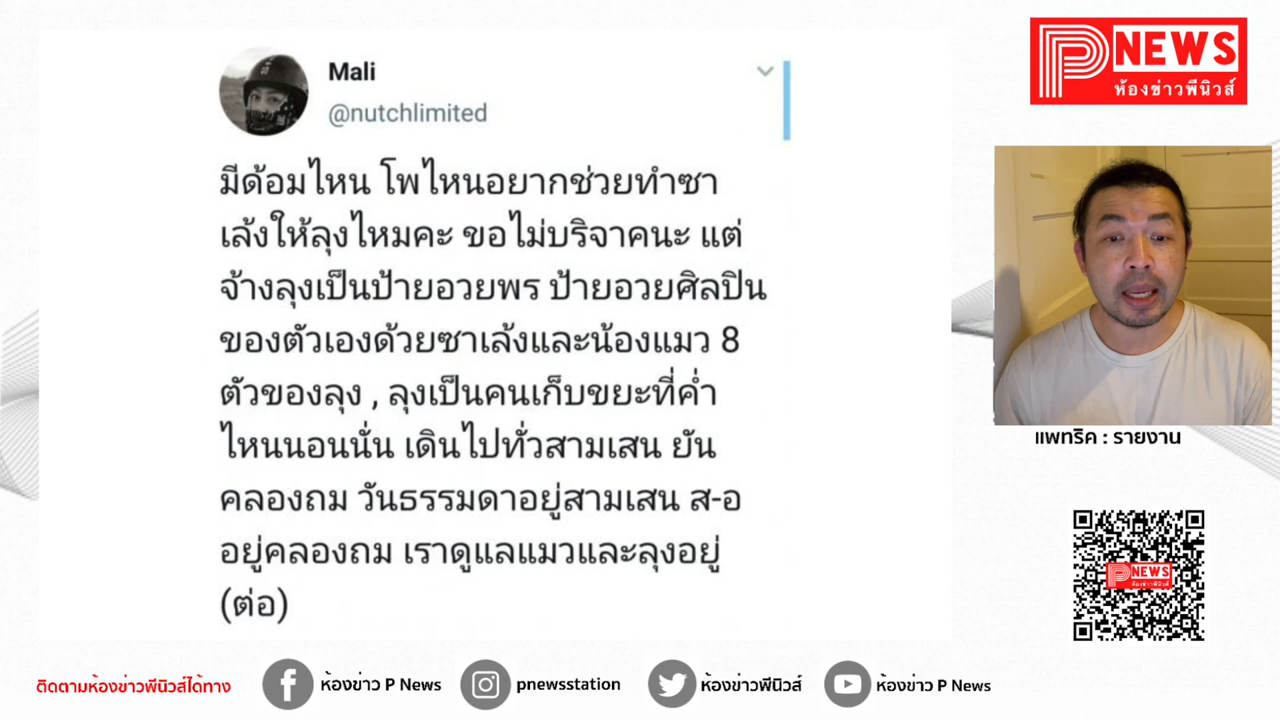 Mali
@nutchlimited
มีด้อมไหน โพไหนอยากช่วยทำซา
เล้งให้ลุงไหมคะ ขอไม่บริจาคนะ แต่
จ้างลุงเป็นป้ายอวยพร ป้ายอวยศิลปิน
ของตัวเองด้วยซาเล้งและน้องแมว 8
ตัวของลุง , ลุงเป็นคนเก็บขยะที่ค่ำ
ไหนนอนนั่น เดินไปทั่วสามเสน ยัน
คลองถม วันธรรมดาอยู่สามเสน ส-อ
อยู่คลองถม เราดูแลแมวและลุงอยู่
(ต่อ)
P NEWS
ห้องข่าวพีนิวส์
แพทริค : รายงาน
P NEWS
ห้องข่าวพีนิวส์
ติดตามห้องข่าวพีนิวส์ได้ทาง
ห้องข่าว P News
pnewsstation
ห้องข่าวพีนิวส์
ห้องข่าว P News